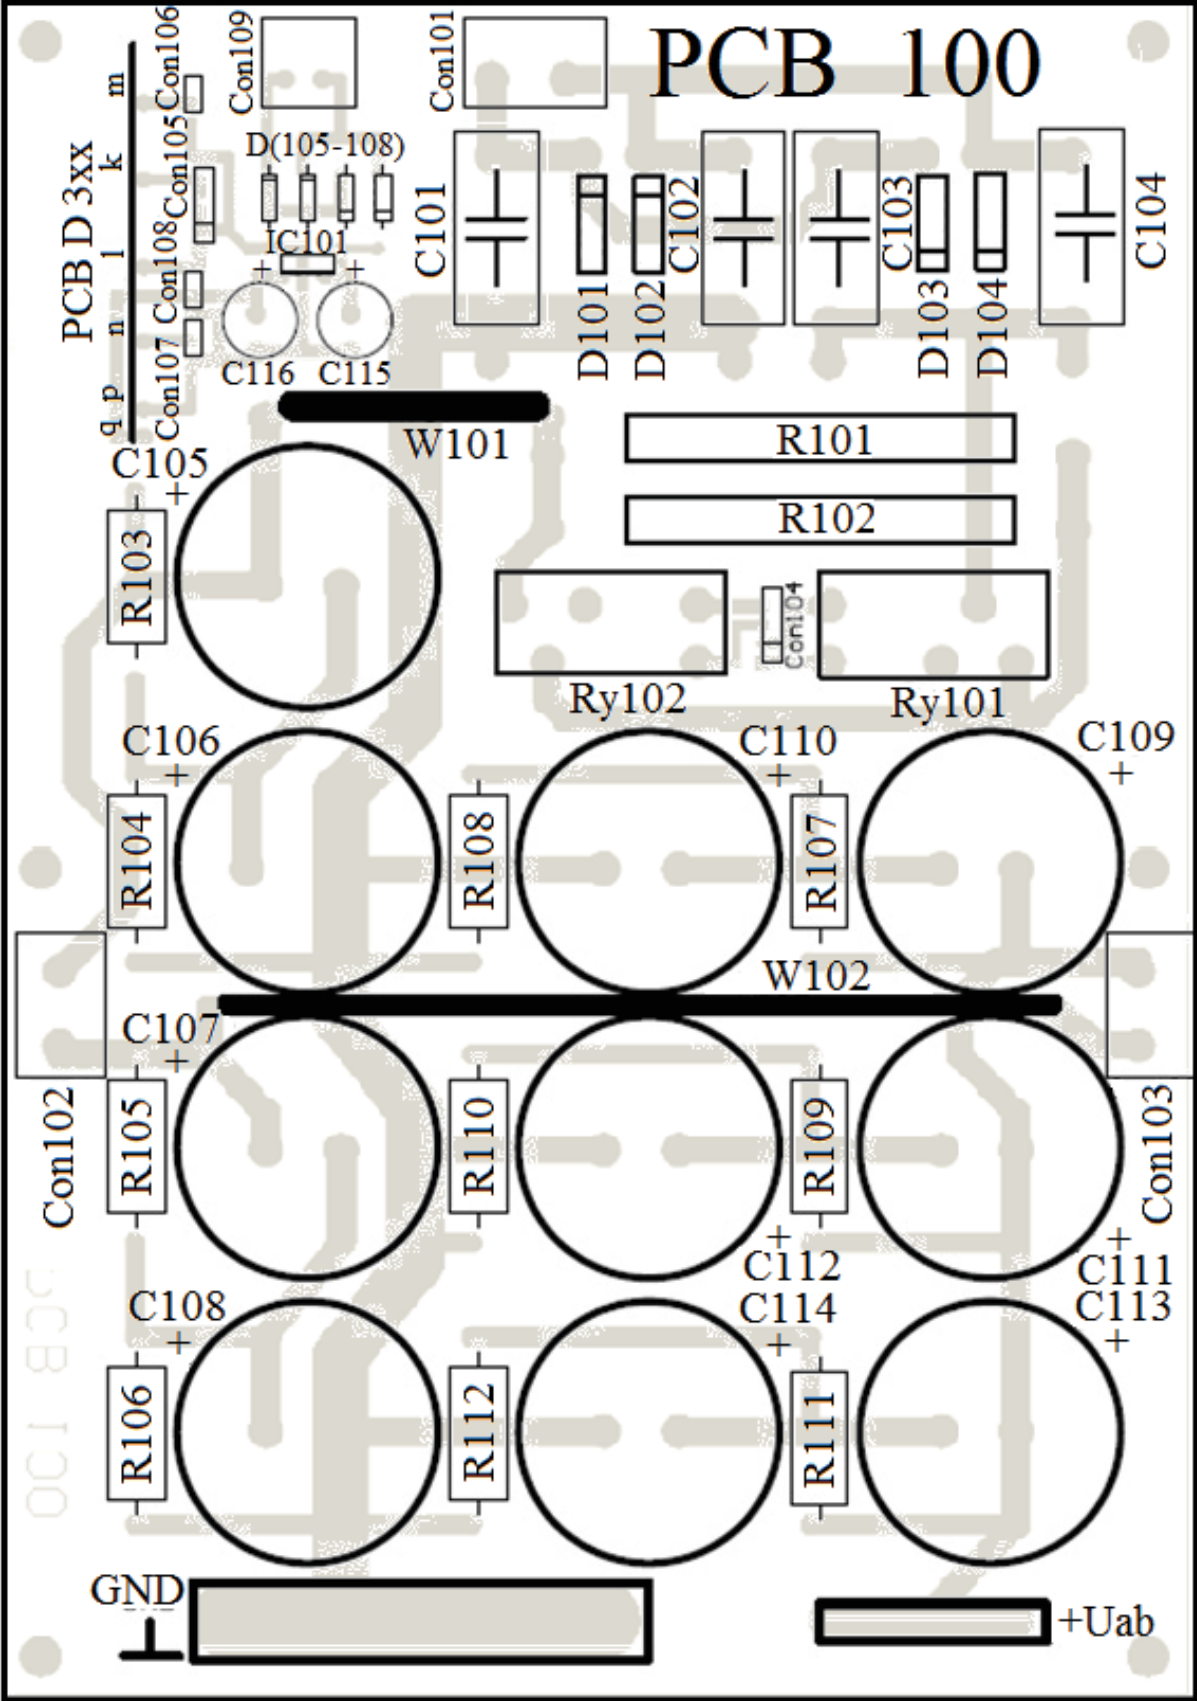 PCB 100
Con106
Con109
Con101
m
k
l
n
p
q
PCB D 3xx
Con105
Con108
Con107
D(105-108)
IC101
+
+
C116
C115
C101
D101
D102
C102
C103
D103
D104
C104
W101
R101
R102
C105
+
R103
Con104
Ry102
Ry101
C106
+
C110
+
C109
+
R104
R108
R107
W102
C107
+
Con102
R105
R110
R109
Con103
+
C112
+
C111
C108
+
C114
+
C113
+
PCB 100
R106
R112
R111
GND
+Uab